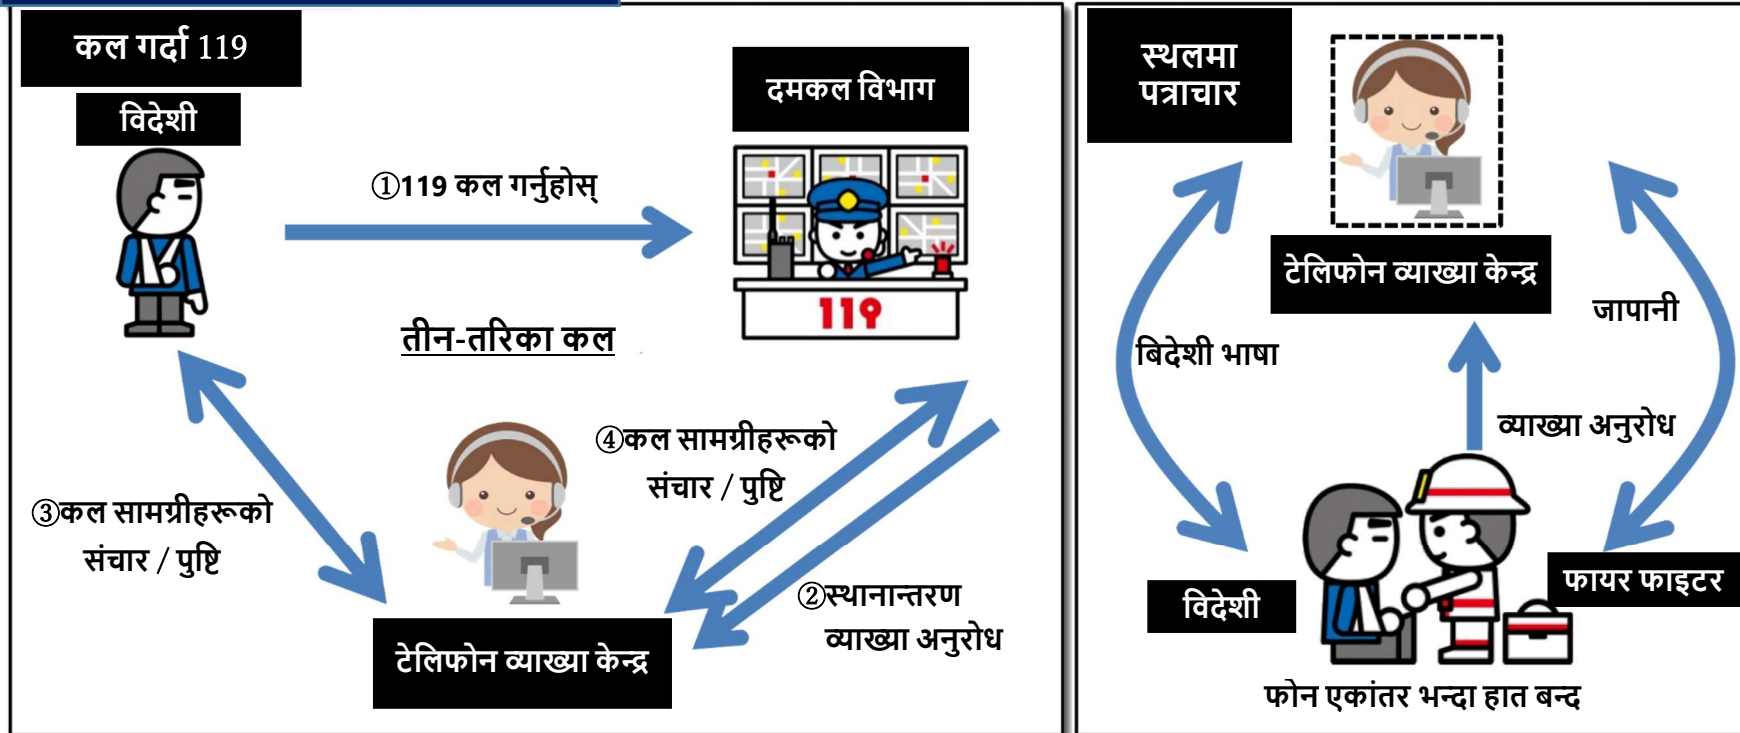 कल गर्दा 119
विदेशी
①119 कल गर्नुहोस्
दमकल विभाग
119
तीन-तरिका कल
④कल सामग्रीहरूको
संचार / पुष्टि
③कल सामग्रीहरूको
संचार / पुष्टि
②स्थानान्तरण
व्याख्या अनुरोध
टेलिफोन व्याख्या केन्द्र
स्थलमा
पत्राचार
टेलिफोन व्याख्या केन्द्र
जापानी
बिदेशी भाषा
व्याख्या अनुरोध
फायर फाइटर
विदेशी
फोन एकांतर भन्दा हात बन्द